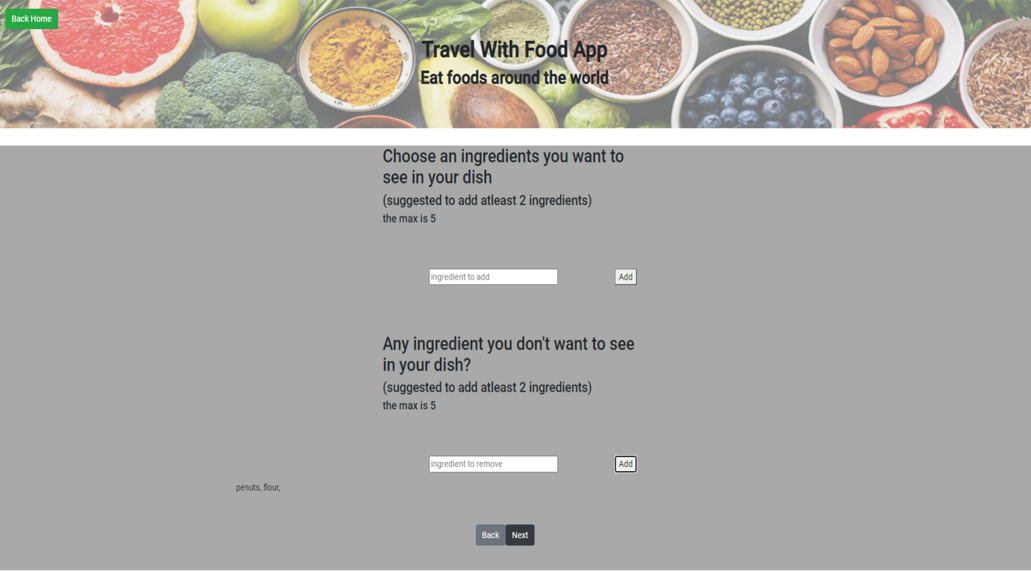 Back Home
Travel With Food App
Eat foods around the world
Choose an ingredients you want to
see in your dish
(suggested to add atleast 2 ingredients)
the max is 5
ingredient to add
Add
Any ingredient you don't want to see
in your dish?
(suggested to add atleast 2 ingredients)
the max is 5
ingredient to remove
Add
penuts, flour,
Back
Next